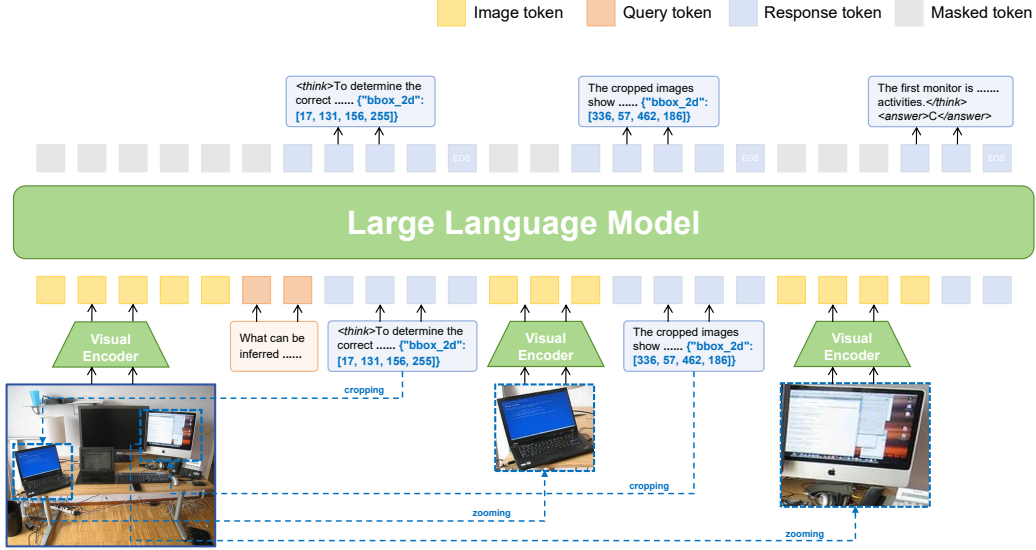 Image token
Query token
Response token
Masked token
<think>To determine the
correct ...... {"bbox_2d":
[17, 131, 156, 255]}
The cropped images
show ...... {"bbox_2d":
[336, 57, 462, 186]}
The first monitor is .......
activities.</think>
<answer>C</answer>
EOS
EOS
EOS
Large Language Model
Visual
Encoder
What can be
inferred ......
<think>To determine the
correct ...... {"bbox_2d":
[17, 131, 156, 255]}
Visual
Encoder
The cropped images
show ...... {"bbox_2d":
[336, 57, 462, 186]}
Visual
Encoder
cropping
cropping
zooming
zooming